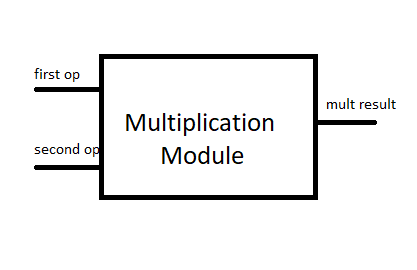 first op
mult result
Multiplication
Module
second op